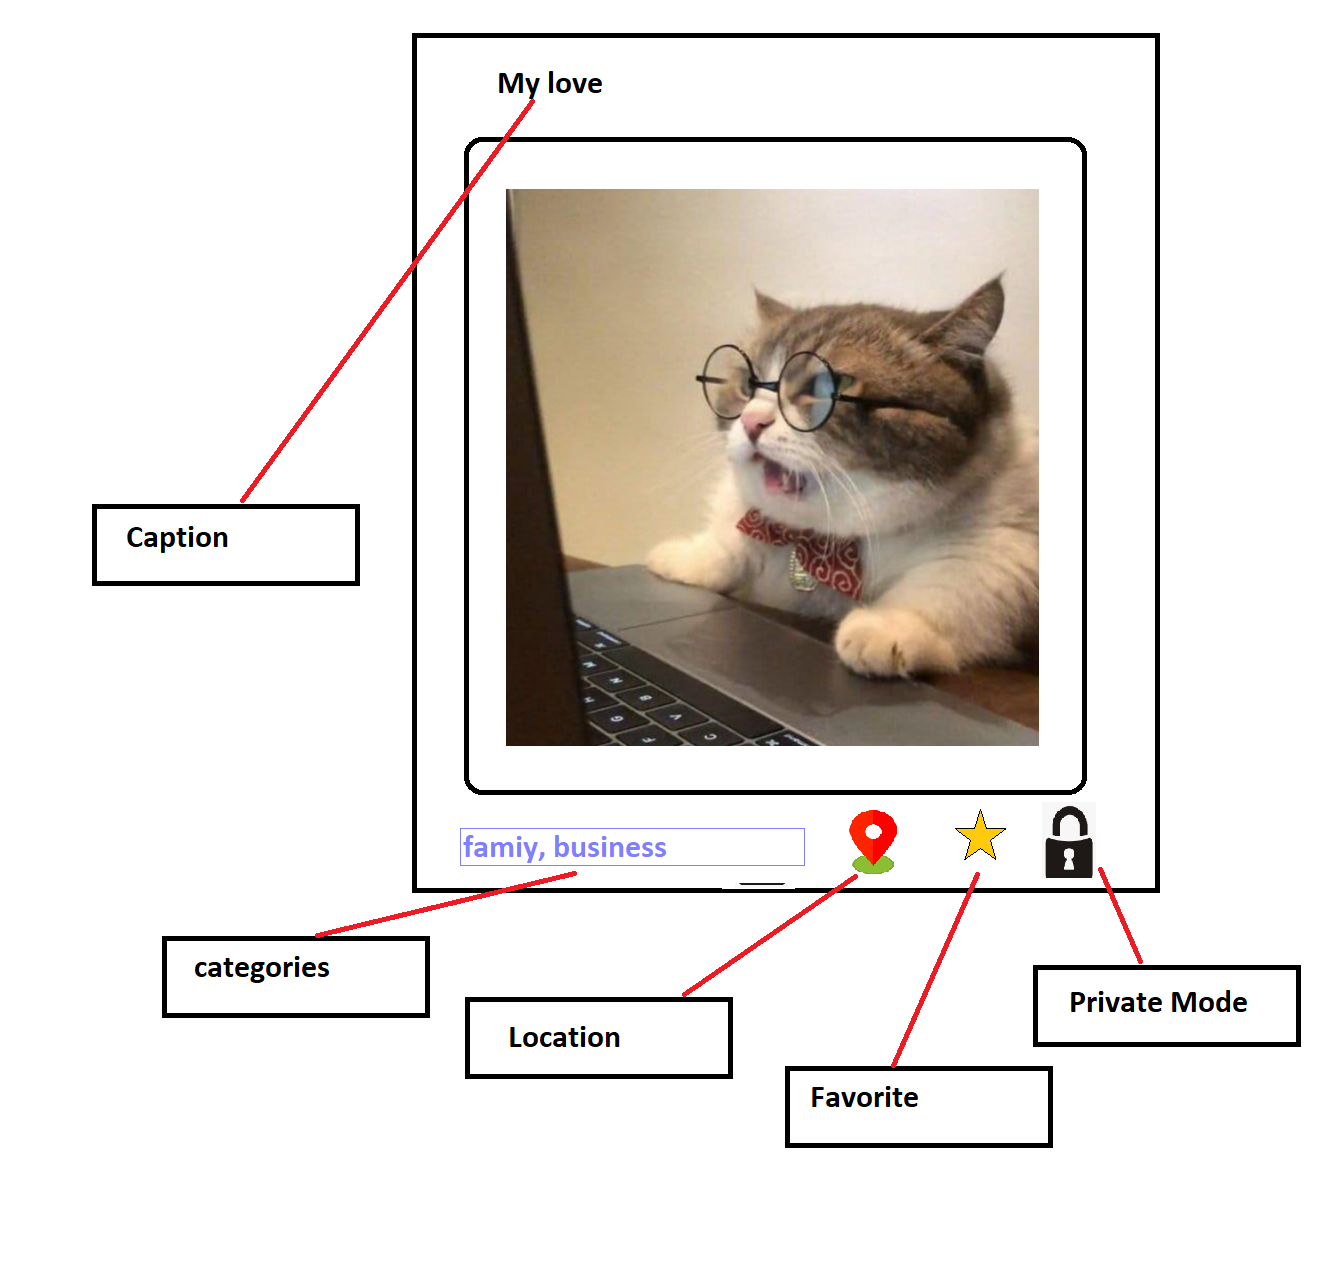 My love
Caption
famiy, business
categories
Private Mode
Location
Favorite